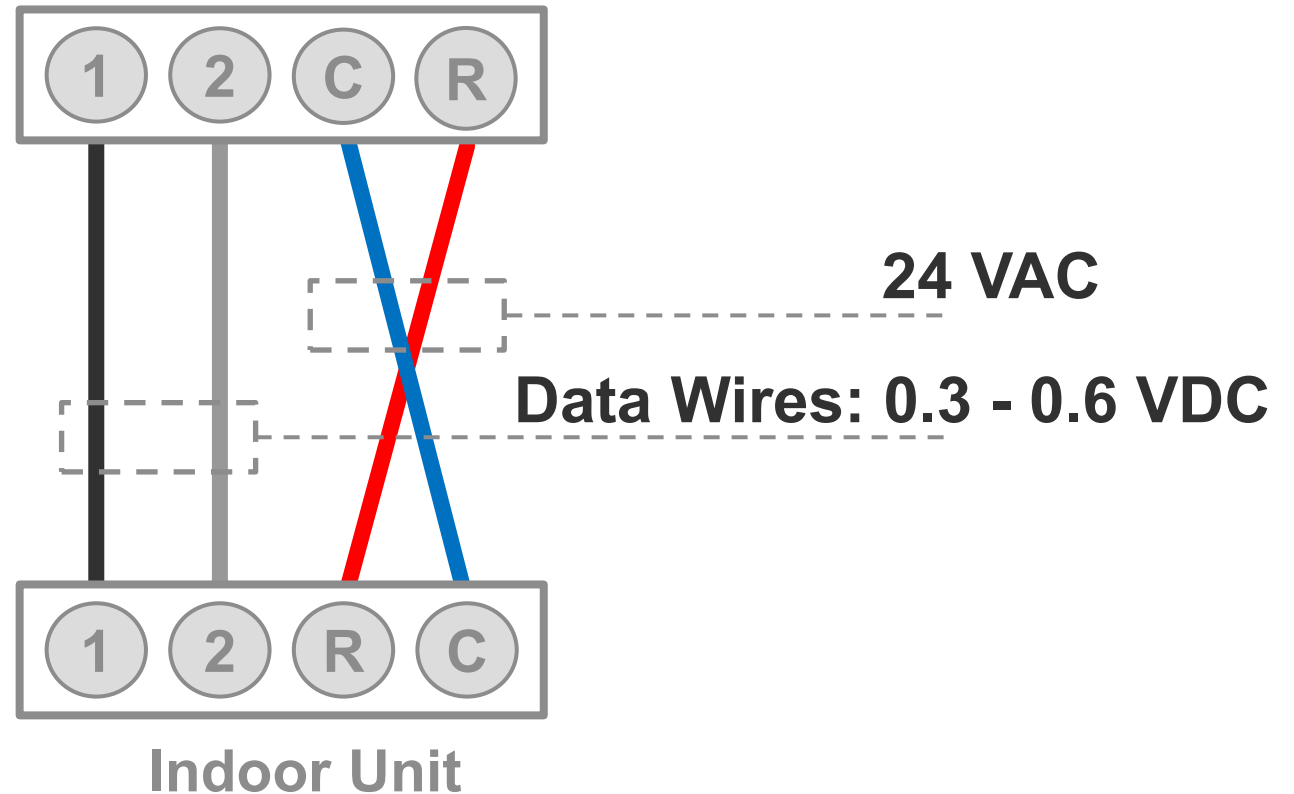 1 2 C R
24 VAC
Data Wires: 0.3 - 0.6 VDC
1 2 R C
Indoor Unit